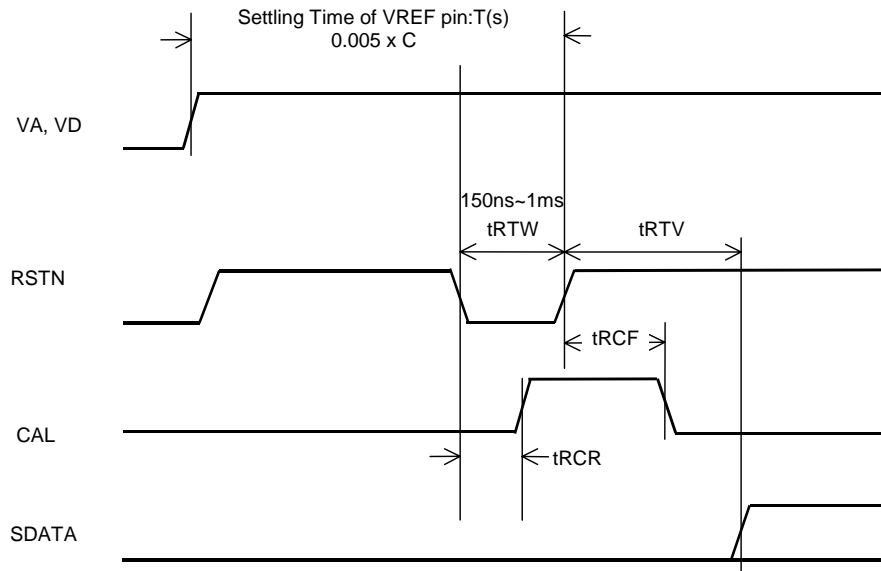 Settling Time of VREF pin:T(s)
0.005 x C
VA, VD
150ns~1ms
tRTW
tRTV
RSTN
tRCF
CAL
tRCR
SDATA